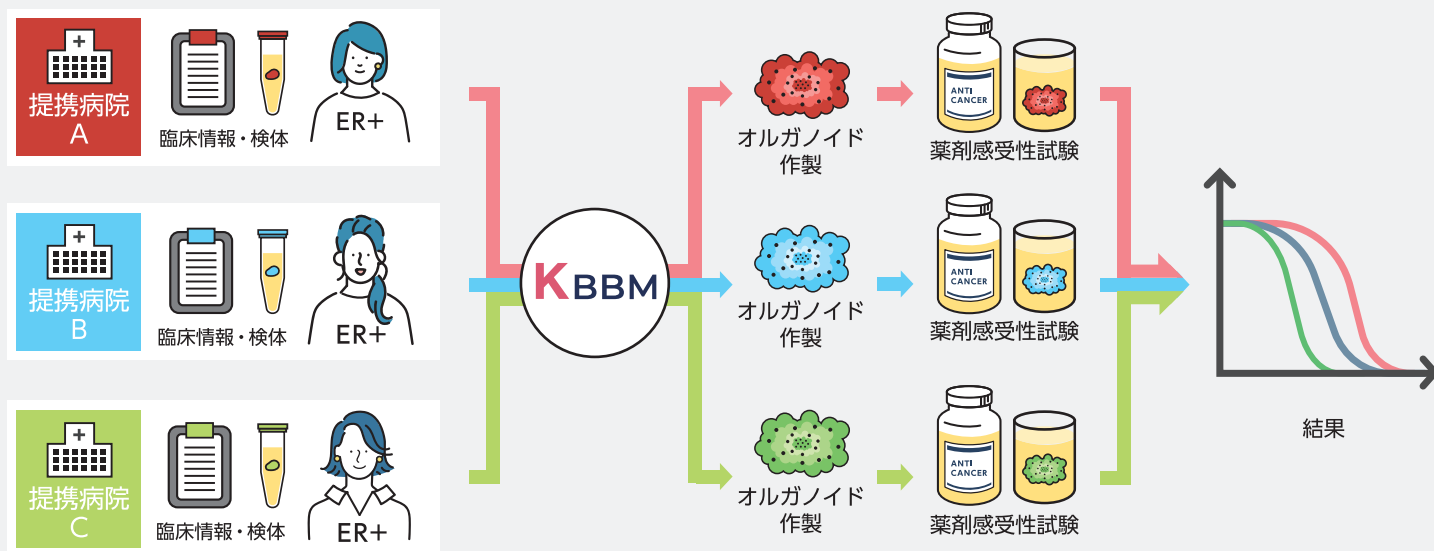 提携病院
A
臨床情報・検体
ER+
提携病院
B
臨床情報・検体
ER+
提携病院
C
臨床情報・検体
ER+
KBBM
オルガノイド
作製
ANTI
CANCER
薬剤感受性試験
オルガノイド
作製
ANTI
CANCER
薬剤感受性試験
オルガノイド
作製
ANTI
CANCER
薬剤感受性試験
結果